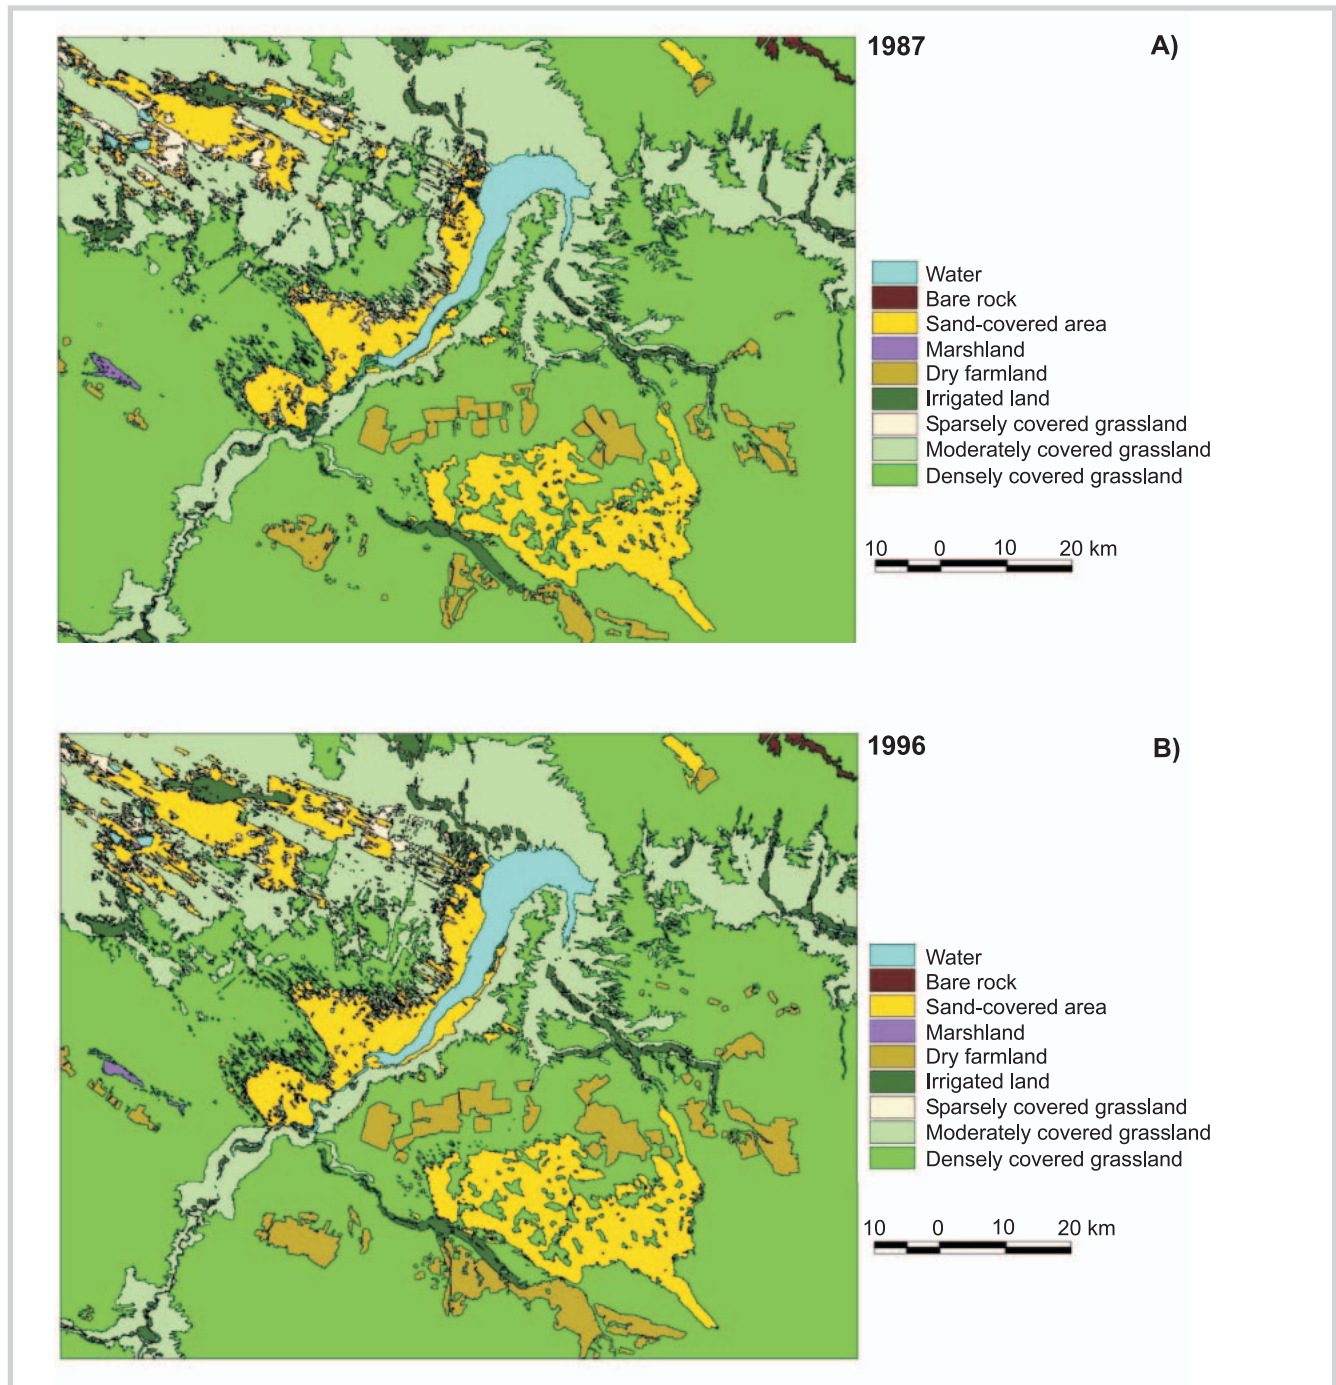 1987 A)
Water
Bare rock
Sand-covered area
Marshland
Dry farmland
Irrigated land
Sparsely covered grassland
Moderately covered grassland
Densely covered grassland
10 0 10 20 km
1996 B)
Water
Bare rock
Sand-covered area
Marshland
Dry farmland
Irrigated land
Sparsely covered grassland
Moderately covered grassland
Densely covered grassland
10 0 10 20 km